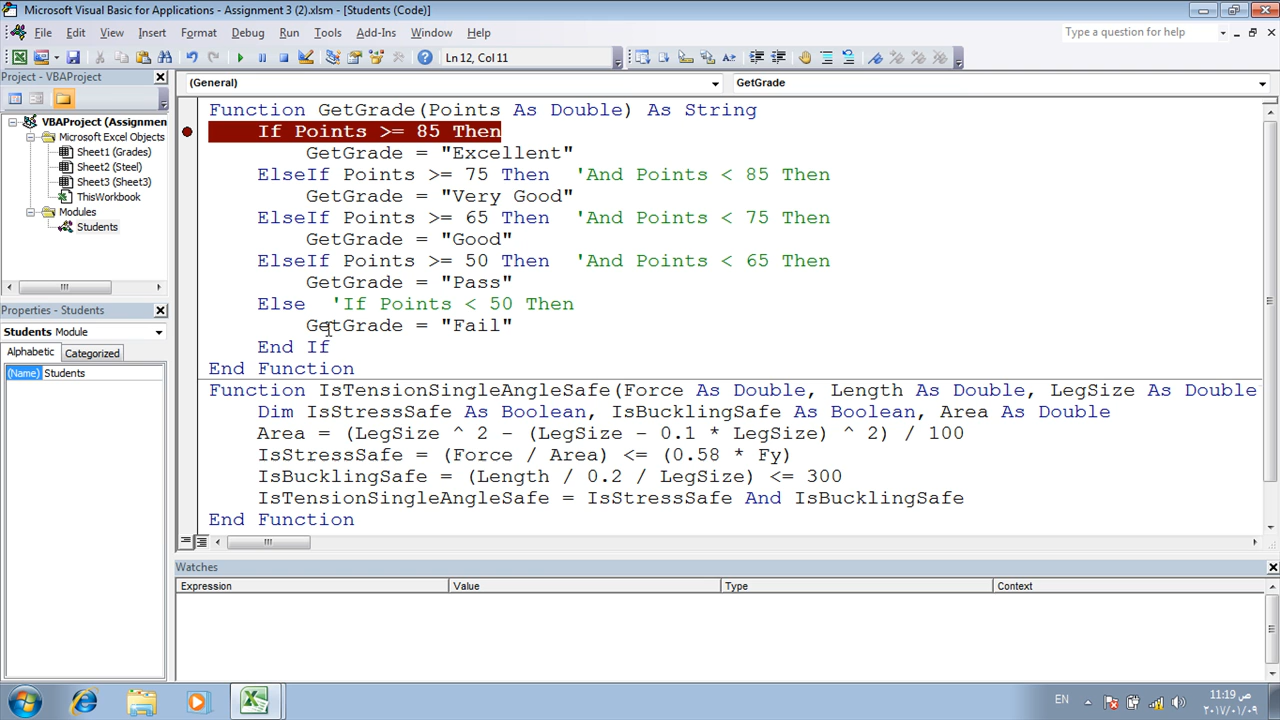 Microsoft Visual Basic for Applications - Assignment 3 (2).xlsm - [Students (Code)]
File Edit View Insert Format Debug Run Tools Add-Ins Window Help
Type a question for help
Ln 12, Col 11
Project - VBAProject
(General)
GetGrade
VBAProject (Assignmen
Microsoft Excel Objects
Sheet1 (Grades)
Sheet2 (Steel)
Sheet3 (Sheet3)
ThisWorkbook
Modules
Students
Properties - Students
Students Module
Alphabetic Categorized
(Name) Students
Function GetGrade(Points As Double) As String
If Points >= 85 Then
GetGrade = "Excellent"
ElseIf Points >= 75 Then 'And Points < 85 Then
GetGrade = "Very Good"
ElseIf Points >= 65 Then 'And Points < 75 Then
GetGrade = "Good"
ElseIf Points >= 50 Then 'And Points < 65 Then
GetGrade = "Pass"
Else 'If Points < 50 Then
GetGrade = "Fail"
End If
End Function
Function IsTensionSingleAngleSafe(Force As Double, Length As Double, LegSize As Double
Dim IsStressSafe As Boolean, IsBucklingSafe As Boolean, Area As Double
Area = (LegSize ^ 2 - (LegSize - 0.1 * LegSize) ^ 2) / 100
IsStressSafe = (Force / Area) <= (0.58 * Fy)
IsBucklingSafe = (Length / 0.2 / LegSize) <= 300
IsTensionSingleAngleSafe = IsStressSafe And IsBucklingSafe
End Function
Watches
Expression Value Type Context
EN
11:19 ص
٢٠١٧/٠١/٠٩